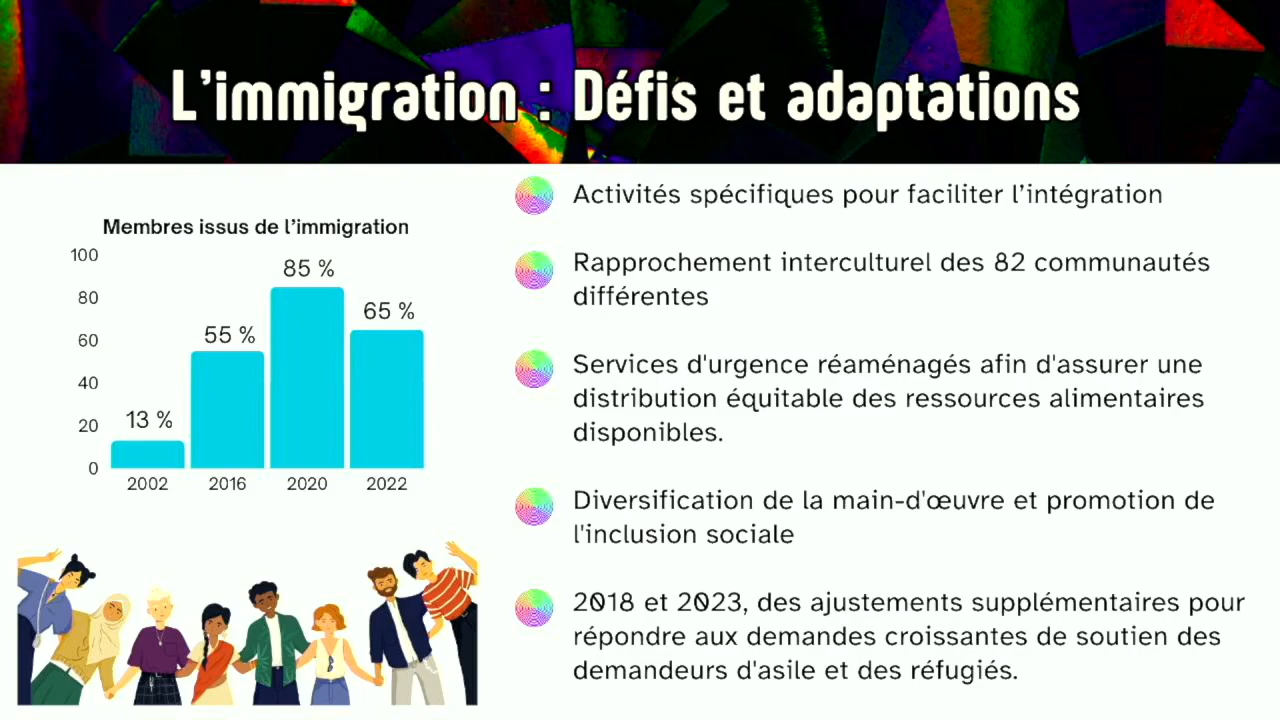 L’immigration : Défis et adaptations
Membres issus de l’immigration
100
80
60
40
20
0
13 %
55 %
85 %
65 %
2002
2016
2020
2022
Activités spécifiques pour faciliter l’intégration
Rapprochement interculturel des 82 communautés
différentes
Services d'urgence réaménagés afin d'assurer une
distribution équitable des ressources alimentaires
disponibles.
Diversification de la main-d'œuvre et promotion de
l'inclusion sociale
2018 et 2023, des ajustements supplémentaires pour
répondre aux demandes croissantes de soutien des
demandeurs d'asile et des réfugiés.